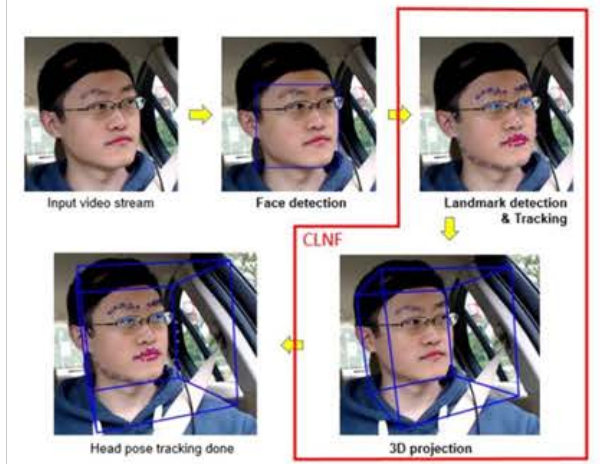 Input video stream
Face detection
Landmark detection
& Tracking
CLNF
Head pose tracking done
3D projection